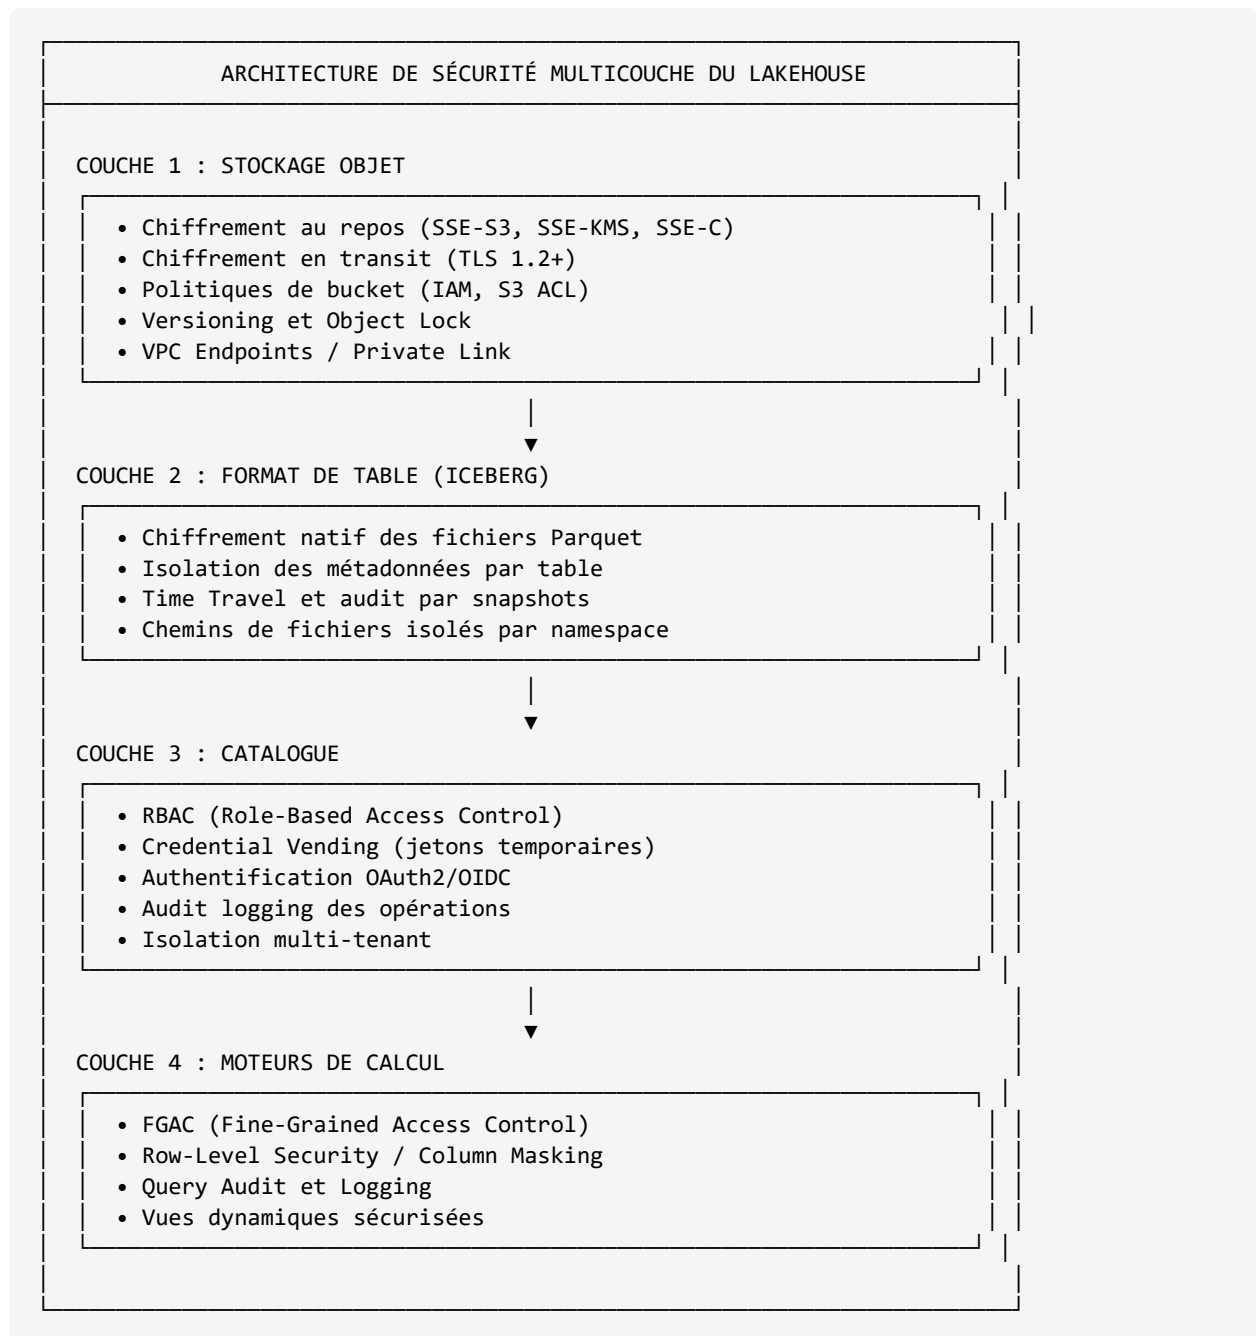 ARCHITECTURE DE SÉCURITÉ MULTICOUCHE DU LAKEHOUSE
COUCHE 1 : STOCKAGE OBJET
• Chiffrement au repos (SSE-S3, SSE-KMS, SSE-C)
• Chiffrement en transit (TLS 1.2+)
• Politiques de bucket (IAM, S3 ACL)
• Versioning et Object Lock
• VPC Endpoints / Private Link
COUCHE 2 : FORMAT DE TABLE (ICEBERG)
• Chiffrement natif des fichiers Parquet
• Isolation des métadonnées par table
• Time Travel et audit par snapshots
• Chemins de fichiers isolés par namespace
COUCHE 3 : CATALOGUE
• RBAC (Role-Based Access Control)
• Credential Vending (jetons temporaires)
• Authentification OAuth2/OIDC
• Audit logging des opérations
• Isolation multi-tenant
COUCHE 4 : MOTEURS DE CALCUL
• FGAC (Fine-Grained Access Control)
• Row-Level Security / Column Masking
• Query Audit et Logging
• Vues dynamiques sécurisées